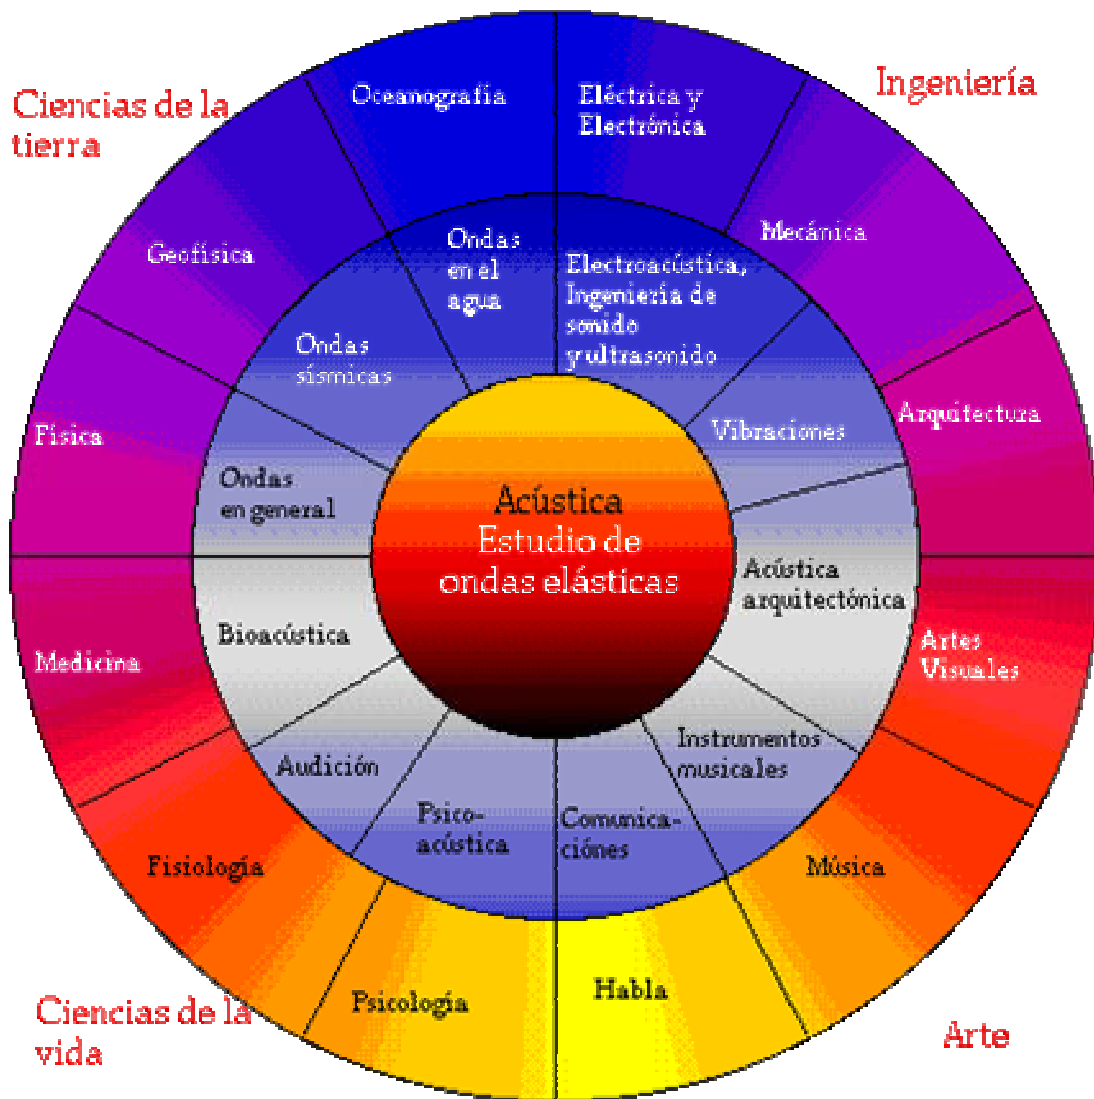 Ciencias de la
tierra
Ingeniería
Oceanografía
Eléctrica y
Electrónica
Geofísica
Mecánica
Física
Arquitectura
Medicina
Artes
Visuales
Fisiología
Música
Psicología
Habla
Ondas
en el
agua
Electroacústica,
Ingeniería de
sonido
y ultrasonido
Ondas
sísmicas
Vibraciones
Ondas
en general
Acústica
arquitectónica
Bioacústica
Instrumentos
musicales
Audición
Psico-
acústica
Comunica-
ciónes
Acústica
Estudio de
ondas elásticas
Ciencias de la
vida
Arte